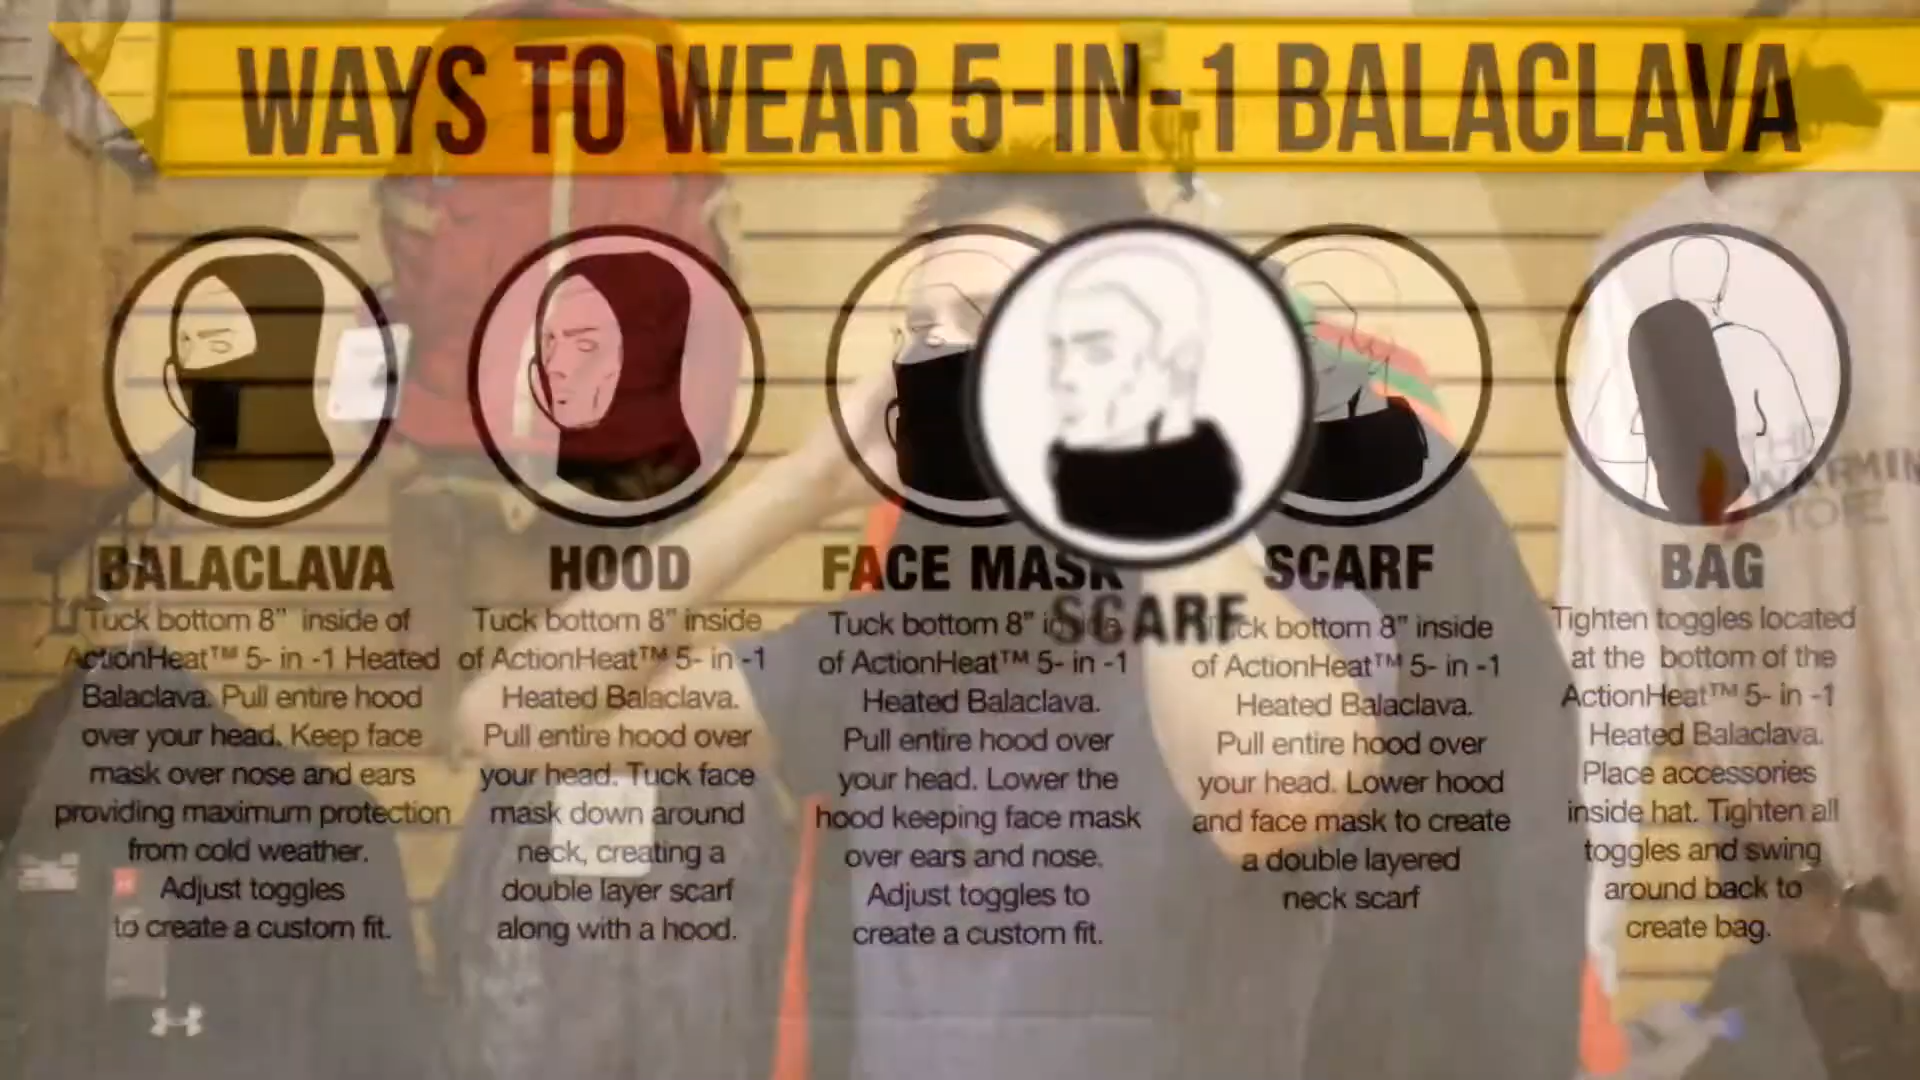 WAYS TO WEAR 5-IN-1 BALACLAVA
BALACLAVA
Tuck bottom 8" inside of
ActionHeat™ 5- in -1 Heated
Balaclava. Pull entire hood
over your head. Keep face
mask over nose and ears
providing maximum protection
from cold weather.
Adjust toggles
to create a custom fit.
HOOD
Tuck bottom 8" inside
of ActionHeat™ 5- in -1
Heated Balaclava.
Pull entire hood over
your head. Tuck face
mask down around
neck, creating a
double layer scarf
along with a hood.
FACE MASK
Tuck bottom 8" inside
of ActionHeat™ 5- in -1
Heated Balaclava.
Pull entire hood over
your head. Lower the
hood keeping face mask
over ears and nose.
Adjust toggles to
create a custom fit.
SCARF
SCARF
Tuck bottom 8" inside
of ActionHeat™ 5- in -1
Heated Balaclava.
Pull entire hood over
your head. Lower hood
and face mask to create
a double layered
neck scarf
BAG
Tighten toggles located
at the bottom of the
ActionHeat™ 5- in -1
Heated Balaclava.
Place accessories
inside hat. Tighten all
toggles and swing
around back to
create bag.
THE
WARMIN
STORE